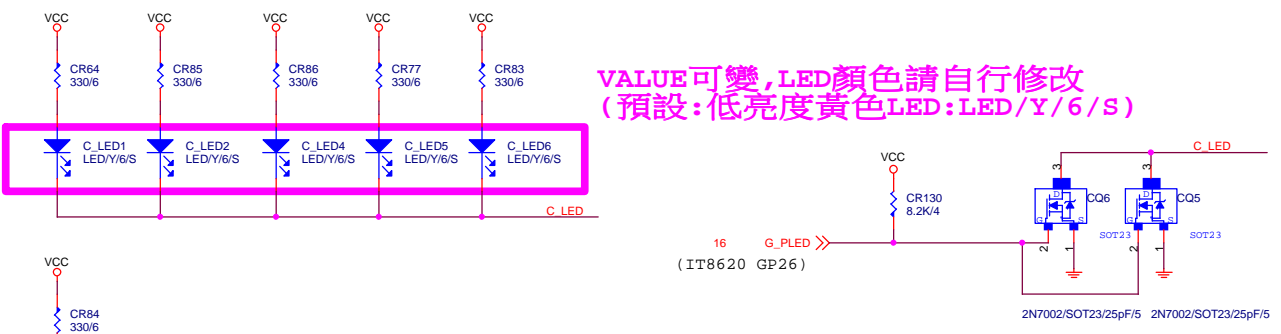 VCC VCC VCC VCC VCC
CR64 CR85 CR86 CR77 CR83
330/6 330/6 330/6 330/6 330/6
VALUE可變,LED顏色請自行修改
(預設:低亮度黃色LED:LED/Y/6/S)
C_LED1 C_LED2 C_LED4 C_LED5 C_LED6
LED/Y/6/S LED/Y/6/S LED/Y/6/S LED/Y/6/S LED/Y/6/S
C_LED
VCC
CR84
330/6
VCC
CR130
8.2K/4
16 G_PLED
(IT8620 GP26)
C_LED
3 3
D D
CQ6 CQ5
G S G S
SOT23 SOT23
2 1 2 1
2N7002/SOT23/25pF/5 2N7002/SOT23/25pF/5